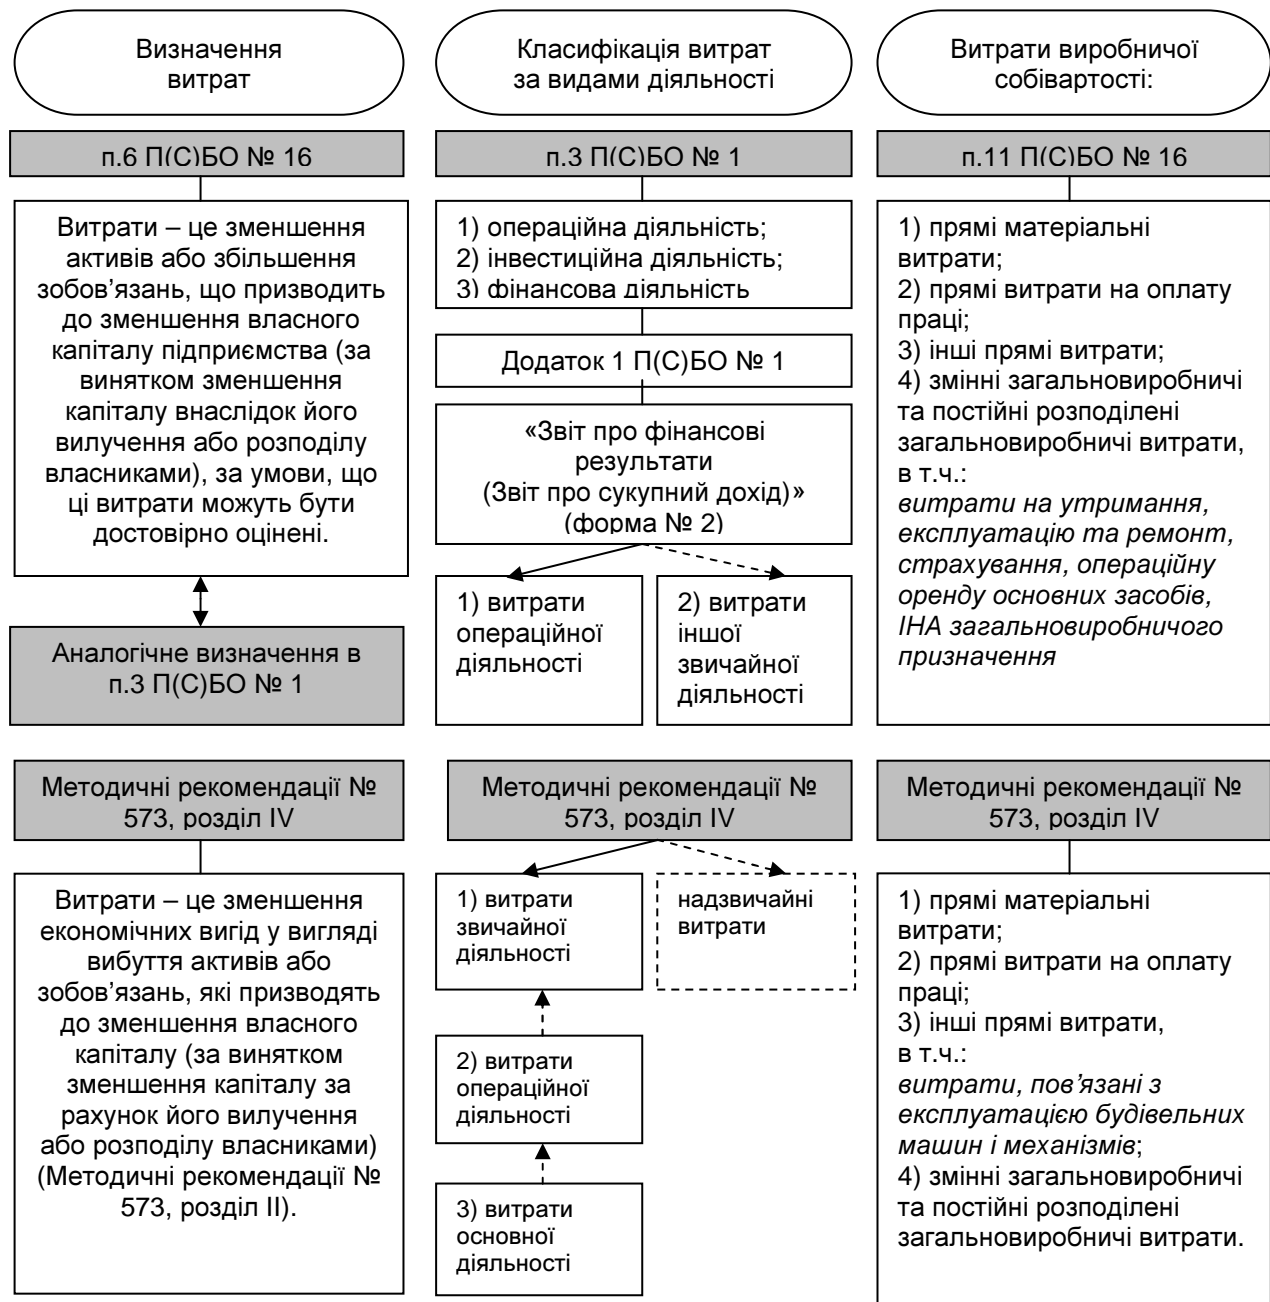 Визначення
витрат
п.6 П(С)БО № 16
Витрати – це зменшення
активів або збільшення
зобов’язань, що призводить
до зменшення власного
капіталу підприємства (за
винятком зменшення
капіталу внаслідок його
вилучення або розподілу
власниками), за умови, що
ці витрати можуть бути
достовірно оцінені.
Аналогічне визначення в
п.3 П(С)БО № 1
Класифікація витрат
за видами діяльності
п.3 П(С)БО № 1
1) операційна діяльність;
2) інвестиційна діяльність;
3) фінансова діяльність
Додаток 1 П(С)БО № 1
«Звіт про фінансові
результати
(Звіт про сукупний дохід)»
(форма № 2)
1) витрати
операційної
діяльності
2) витрати
іншої
звичайної
діяльності
Витрати виробничої
собівартості:
п.11 П(С)БО № 16
1) прямі матеріальні
витрати;
2) прямі витрати на оплату
праці;
3) інші прямі витрати;
4) змінні загальновиробничі
та постійні розподілені
загальновиробничі витрати,
в т.ч.:
витрати на утримання,
експлуатацію та ремонт,
страхування, операційну
оренду основних засобів,
ІНА загальновиробничого
призначення
Методичні рекомендації №
573, розділ IV
Витрати – це зменшення
економічних вигід у вигляді
вибуття активів або
зобов’язань, які призводять
до зменшення власного
капіталу (за винятком
зменшення капіталу за
рахунок його вилучення
або розподілу власниками)
(Методичні рекомендації №
573, розділ II).
Методичні рекомендації №
573, розділ IV
1) витрати
звичайної
діяльності
надзвичайні
витрати
2) витрати
операційної
діяльності
3) витрати
основної
діяльності
Методичні рекомендації №
573, розділ IV
1) прямі матеріальні
витрати;
2) прямі витрати на оплату
праці;
3) інші прямі витрати,
в т.ч.:
витрати, пов’язані з
експлуатацією будівельних
машин і механізмів;
4) змінні загальновиробничі
та постійні розподілені
загальновиробничі витрати.